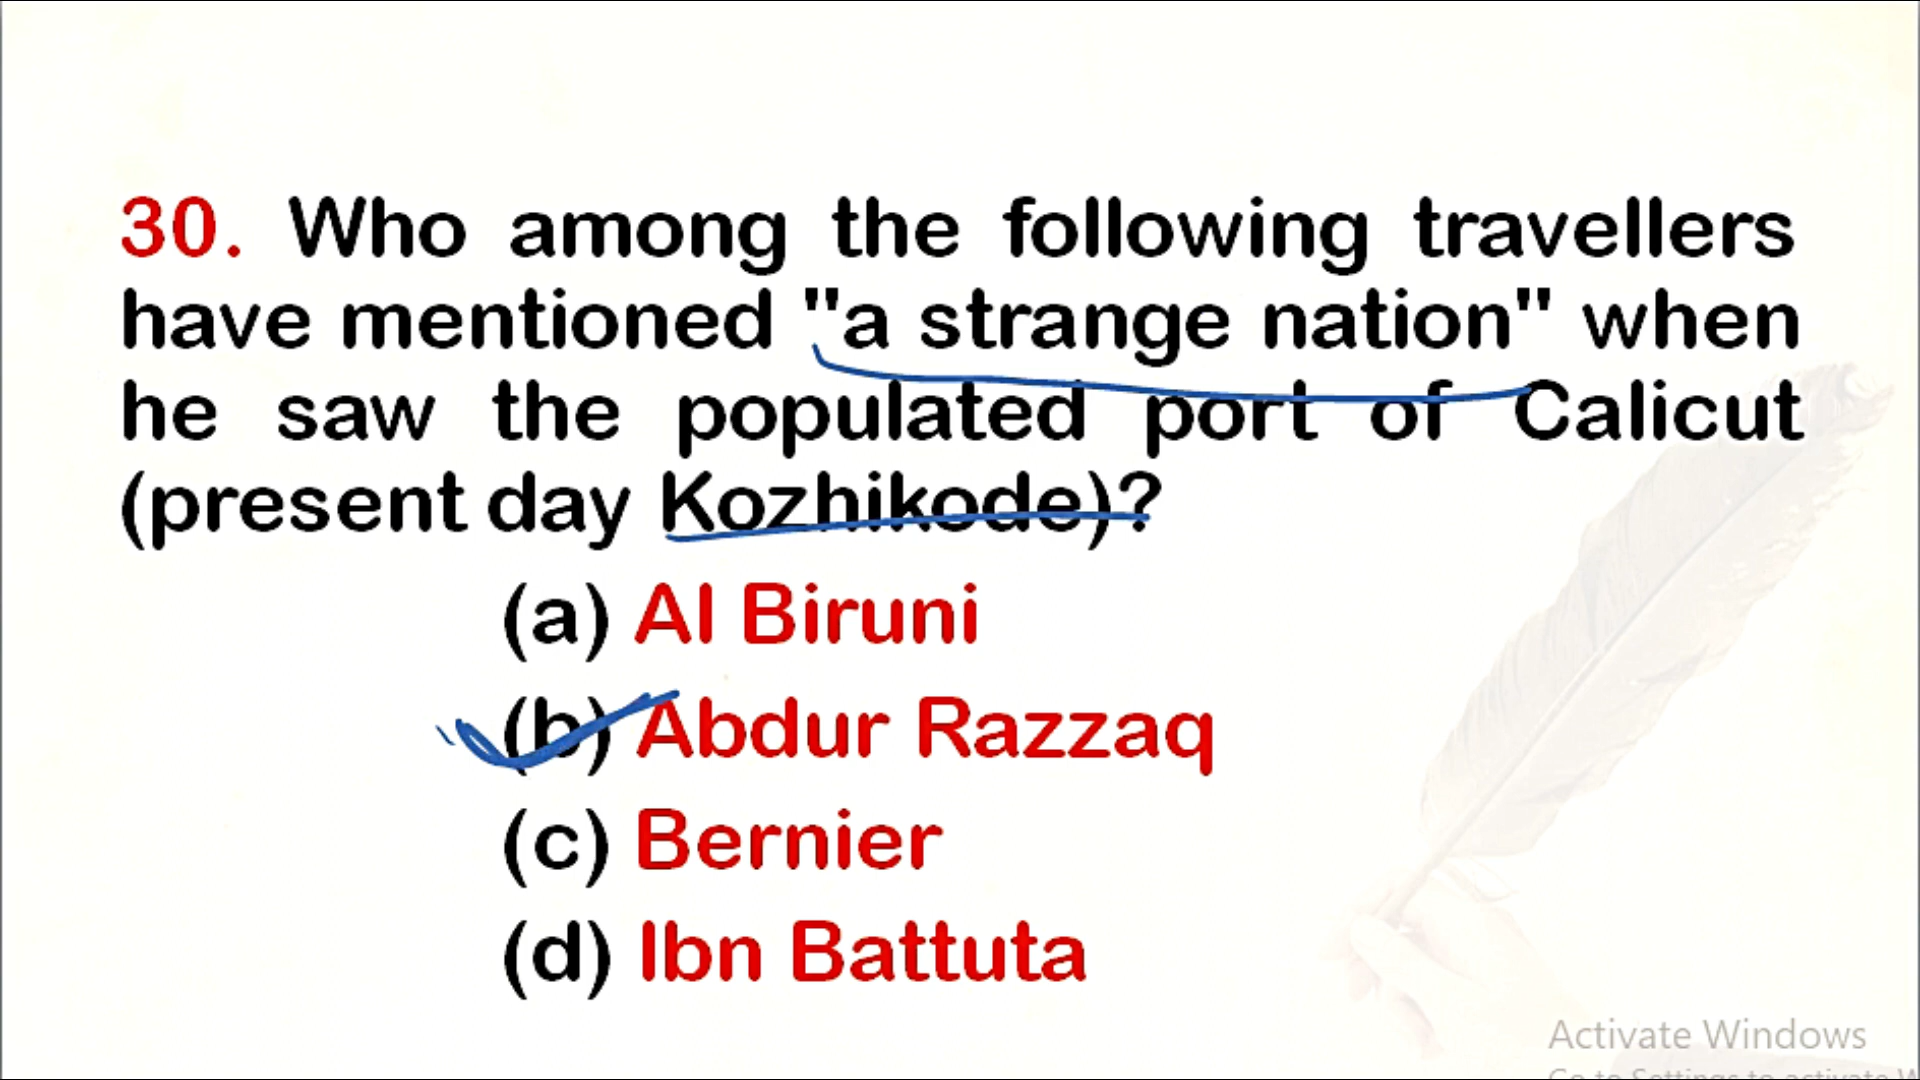 30. Who among the following travellers
have mentioned "a strange nation" when
he saw the populated port of Calicut
(present day Kozhikode)?
(a) Al Biruni
(b) Abdur Razzaq
(c) Bernier
(d) Ibn Battuta
Activate Windows
Go to Settings to activate W